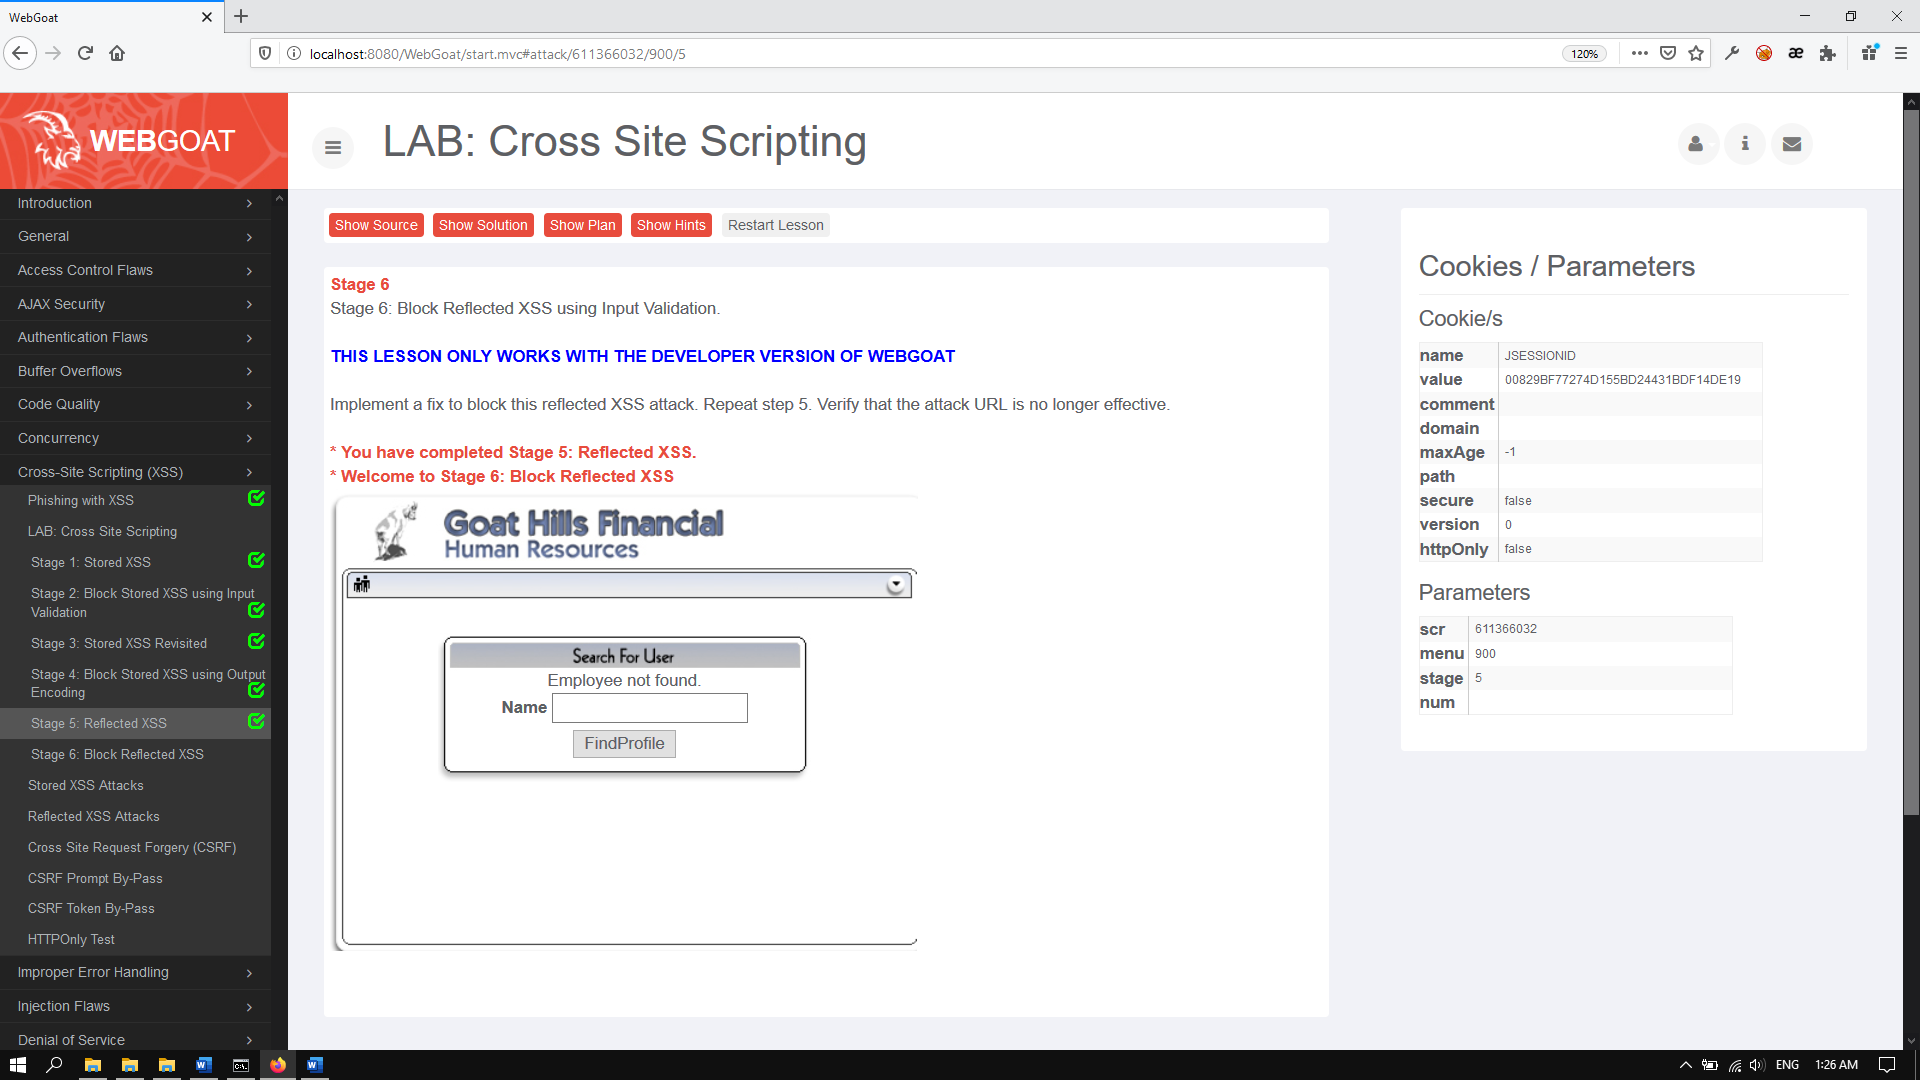 WebGoat
localhost:8080/WebGoat/start.mvc#attack/611366032/900/5
120%
WEBGOAT
LAB: Cross Site Scripting
Introduction
General
Access Control Flaws
AJAX Security
Authentication Flaws
Buffer Overflows
Code Quality
Concurrency
Cross-Site Scripting (XSS)
Phishing with XSS
LAB: Cross Site Scripting
Stage 1: Stored XSS
Stage 2: Block Stored XSS using Input
Validation
Stage 3: Stored XSS Revisited
Stage 4: Block Stored XSS using Output
Encoding
Stage 5: Reflected XSS
Stage 6: Block Reflected XSS
Stored XSS Attacks
Reflected XSS Attacks
Cross Site Request Forgery (CSRF)
CSRF Prompt By-Pass
CSRF Token By-Pass
HTTPOnly Test
Improper Error Handling
Injection Flaws
Denial of Service
Show Source Show Solution Show Plan Show Hints Restart Lesson
Stage 6
Stage 6: Block Reflected XSS using Input Validation.
THIS LESSON ONLY WORKS WITH THE DEVELOPER VERSION OF WEBGOAT
Implement a fix to block this reflected XSS attack. Repeat step 5. Verify that the attack URL is no longer effective.
* You have completed Stage 5: Reflected XSS.
* Welcome to Stage 6: Block Reflected XSS
Goat Hills Financial
Human Resources
Search For User
Employee not found.
Name
FindProfile
Cookies / Parameters
Cookie/s
name JSESSIONID
value 00829BF77274D155BD24431BDF14DE19
comment
domain
maxAge -1
path
secure false
version 0
httpOnly false
Parameters
scr 611366032
menu 900
stage 5
num
ENG 1:26 AM